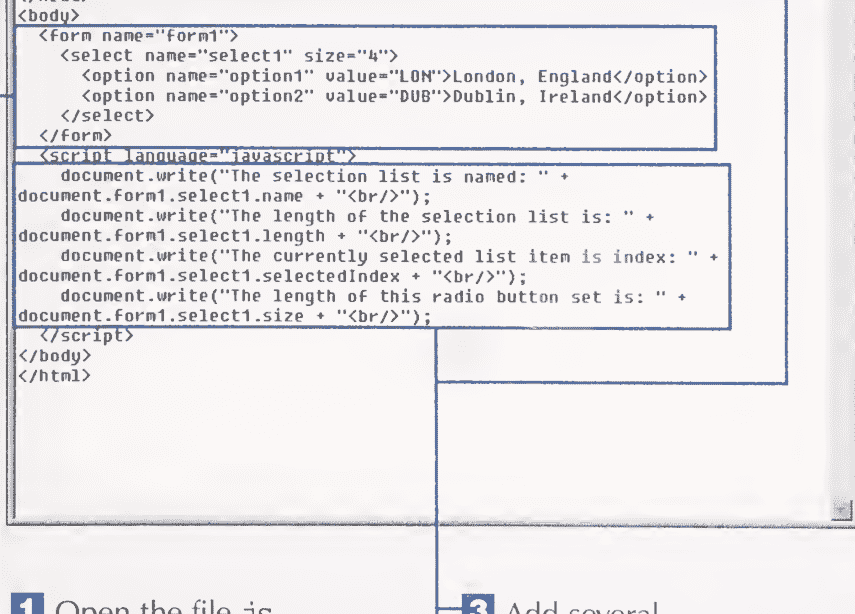 <body>
<form name="form1">
<select name="select1" size="4">
<option name="option1" value="LON">London, England</option>
<option name="option2" value="DUB">Dublin, Ireland</option>
</select>
</form>
<script language="javascript">
document.write("The selection list is named: " +
document.form1.select1.name + "<br/>");
document.write("The length of the selection list is: " +
document.form1.select1.length + "<br/>");
document.write("The currently selected list item is index: " +
document.form1.select1.selectedIndex + "<br/>");
document.write("The length of this radio button set is: " +
document.form1.select1.size + "<br/>");
</script>
</body>
</html>
1 Open the file
3 Add several